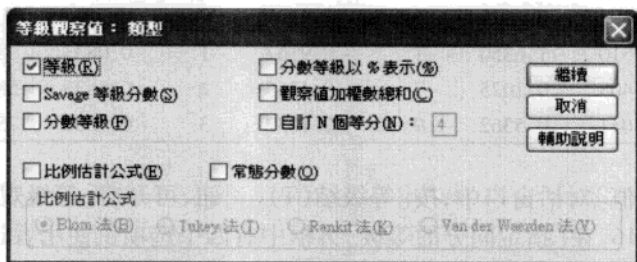 等級觀察值：類型
等級(R) 分數等級以 % 表示(%) 繼續
Savage 等級分數(S) 觀察值加權數總和(C) 取消
分數等級(F) 自訂 N 個等分(N)： 4 輔助說明
比例估計公式(E) 常態分數(O)
比例估計公式
Blom 法(B) Tukey 法(T) Rankit 法(K) Van der Waerden 法(V)